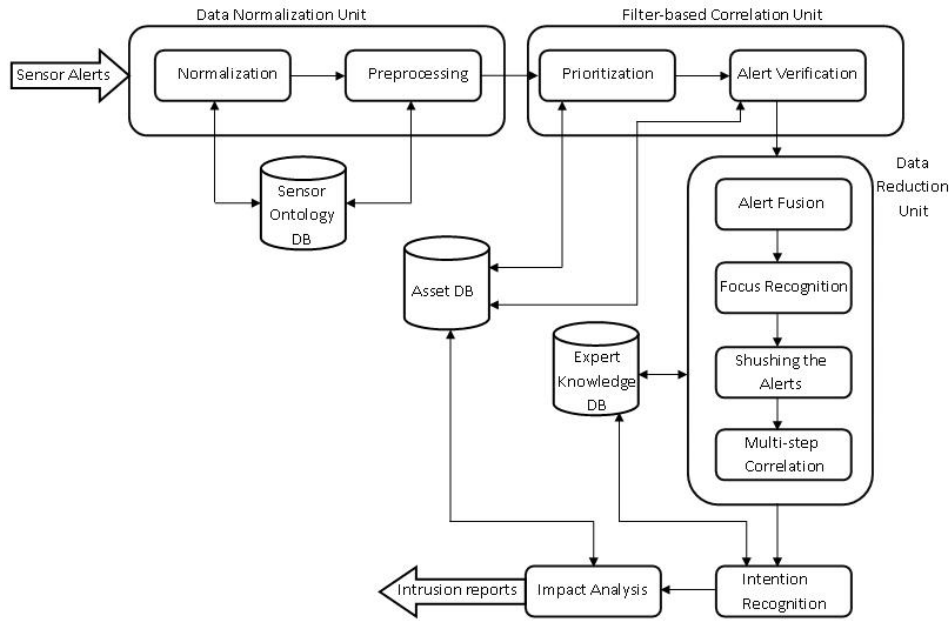 Data Normalization Unit
Filter-based Correlation Unit
Sensor Alerts
Normalization
Preprocessing
Prioritization
Alert Verification
Data
Reduction
Unit
Sensor
Ontology
DB
Alert Fusion
Asset DB
Focus Recognition
Expert
Knowledge
DB
Shushing the
Alerts
Multi-step
Correlation
Intrusion reports
Impact Analysis
Intention
Recognition